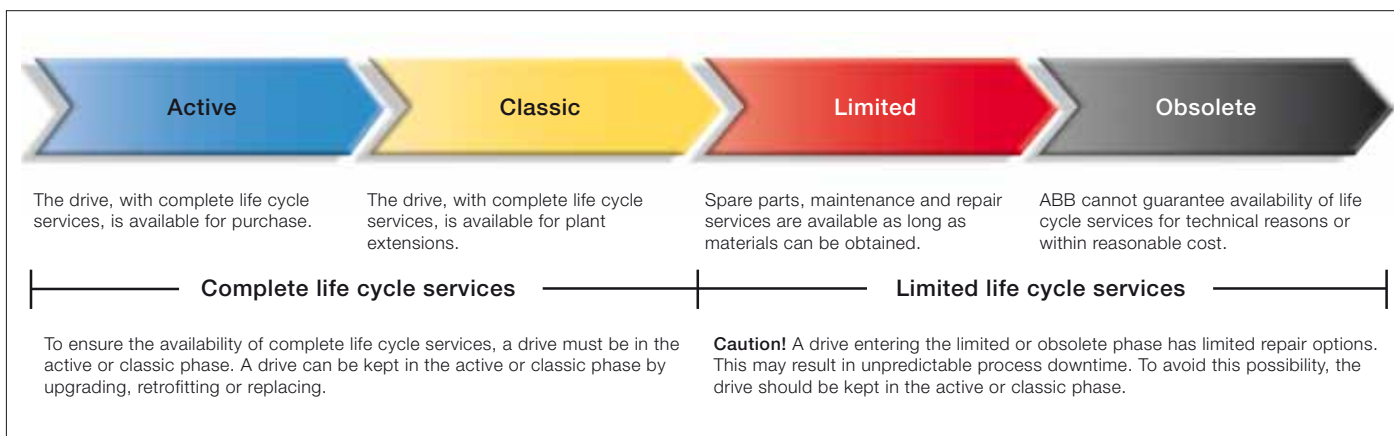 Active
Classic
Limited
Obsolete
The drive, with complete life cycle
services, is available for purchase.
The drive, with complete life cycle
services, is available for plant
extensions.
Spare parts, maintenance and repair
services are available as long as
materials can be obtained.
ABB cannot guarantee availability of life
cycle services for technical reasons or
within reasonable cost.
Complete life cycle services
Limited life cycle services
To ensure the availability of complete life cycle services, a drive must be in the
active or classic phase. A drive can be kept in the active or classic phase by
upgrading, retrofitting or replacing.
Caution! A drive entering the limited or obsolete phase has limited repair options.
This may result in unpredictable process downtime. To avoid this possibility, the
drive should be kept in the active or classic phase.